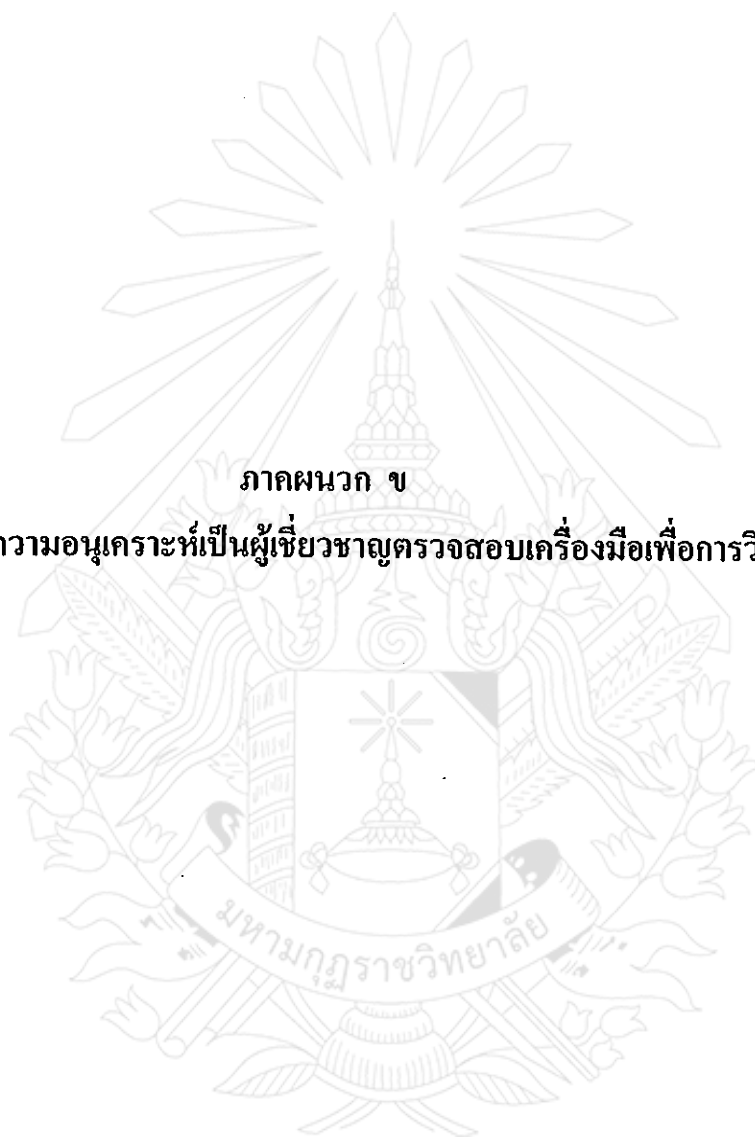 ภาคผนวก ข
ความอนุเคราะห์เป็นผู้เชี่ยวชาญตรวจสอบเครื่องมือเพื่อการวิ
มหามกุฏราชวิทยาลัย